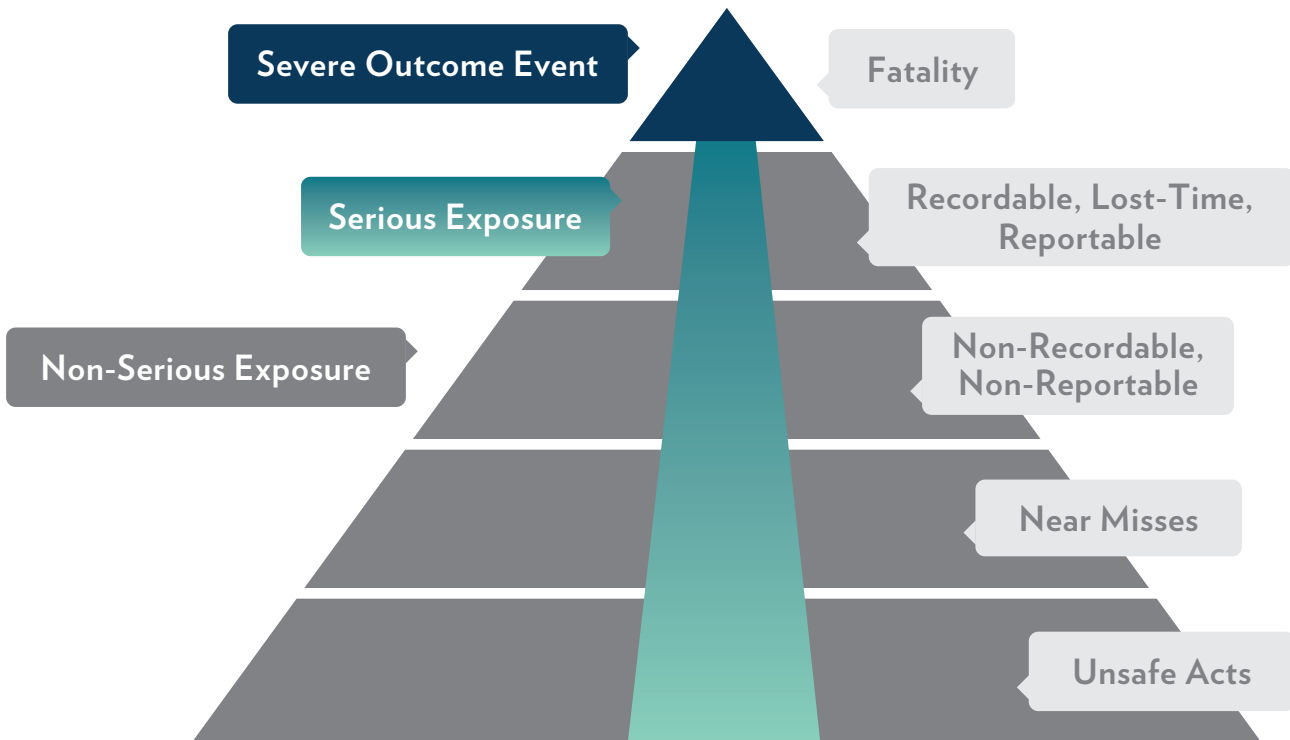 Severe Outcome Event
Fatality
Serious Exposure
Recordable, Lost-Time,
Reportable
Non-Serious Exposure
Non-Recordable,
Non-Reportable
Near Misses
Unsafe Acts